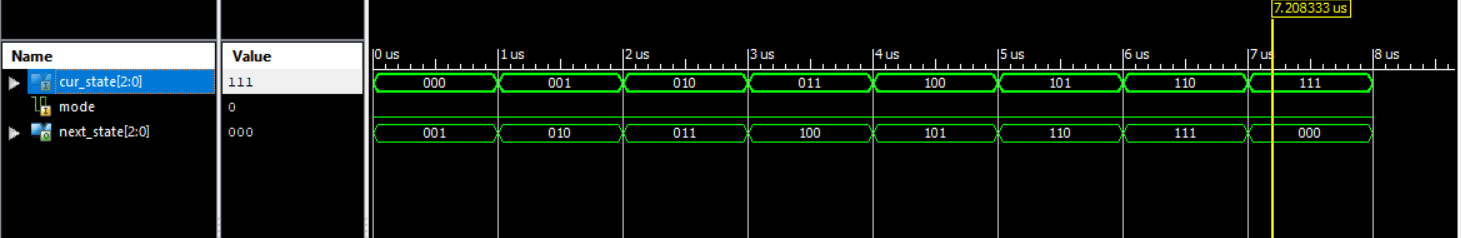 7.208333 us
Name Value
0 us 1 us 2 us 3 us 4 us 5 us 6 us 7 us 8 us
cur_state[2:0] 111 000 001 010 011 100 101 110 111
mode 0
next_state[2:0] 000 001 010 011 100 101 110 111 000